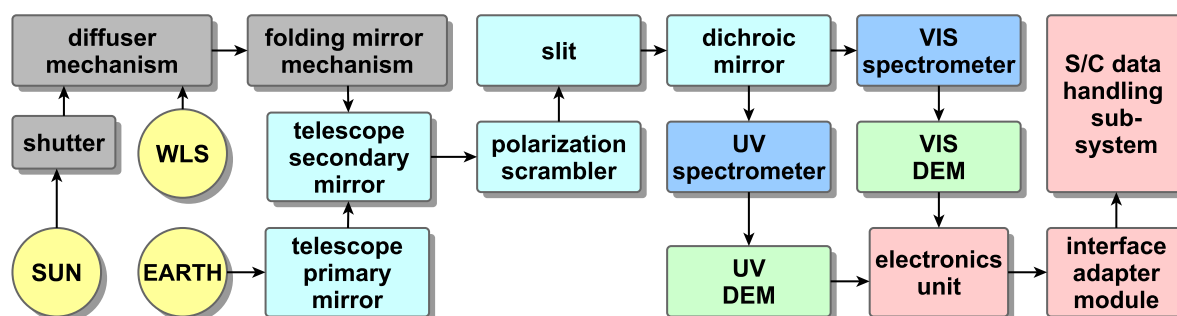 diffuser
mechanism
folding mirror
mechanism
slit
dichroic
mirror
VIS
spectrometer
S/C data
handling
sub-
system
shutter
WLS
telescope
secondary
mirror
polarization
scrambler
UV
spectrometer
VIS
DEM
SUN
EARTH
telescope
primary
mirror
UV
DEM
electronics
unit
interface
adapter
module